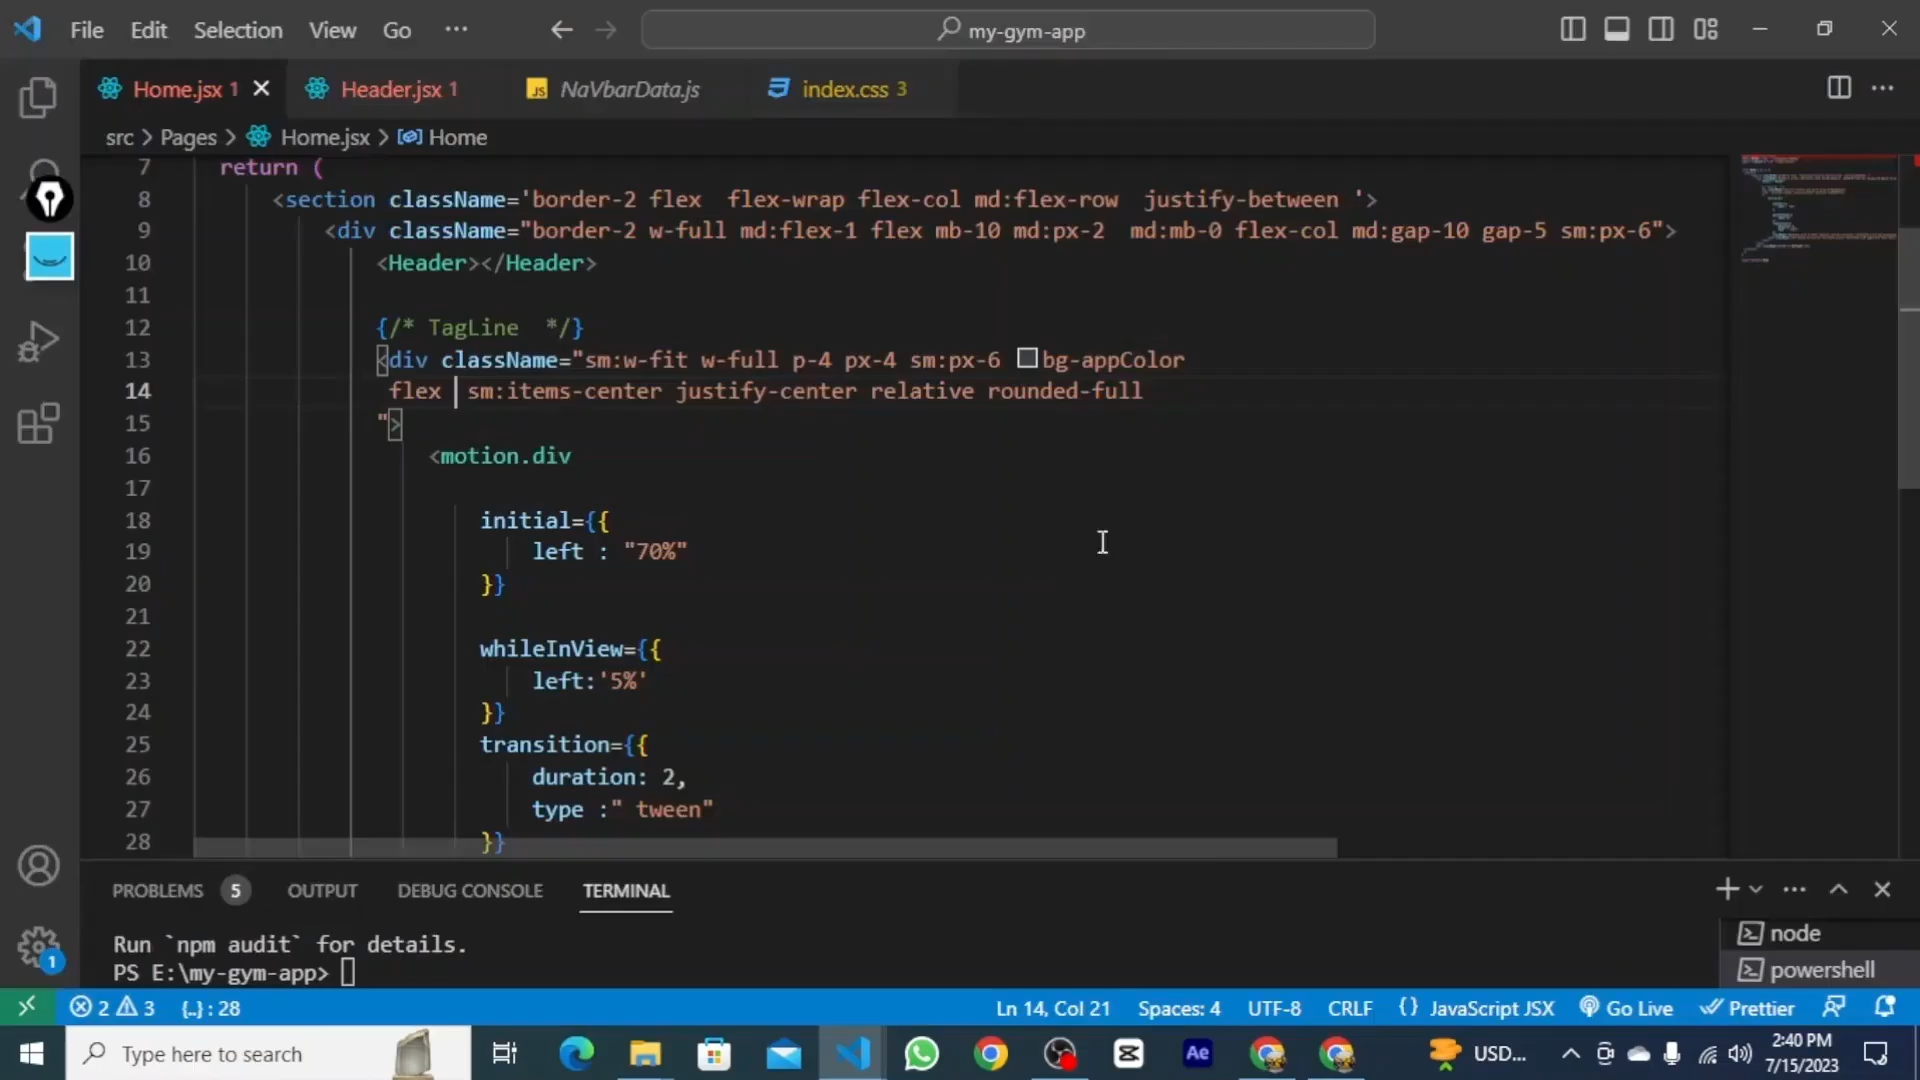 File Edit Selection View Go ···
my-gym-app
Home.jsx 1
Header.jsx 1
JS NaVbarData.js
index.css 3
src > Pages > Home.jsx > Home
7 return (
8 <section className='border-2 flex  flex-wrap flex-col md:flex-row  justify-between '>
9 <div className="border-2 w-full md:flex-1 flex mb-10 md:px-2  md:mb-0 flex-col md:gap-10 gap-5 sm:px-6">
10 <Header></Header>
11
12 {/* TagLine  */}
13 <div className="sm:w-fit w-full p-4 px-4 sm:px-6 bg-appColor
14 flex  sm:items-center justify-center relative rounded-full
15 ">
16 <motion.div
17
18 initial={{
19 left : "70%"
20 }}
21
22 whileInView={{
23 left:'5%'
24 }}
25 transition={{
26 duration: 2,
27 type :" tween"
28 }}
PROBLEMS 5 OUTPUT DEBUG CONSOLE TERMINAL
Run `npm audit` for details.
PS E:\my-gym-app>
node
powershell
1
2 3 {..} : 28
Ln 14, Col 21 Spaces: 4 UTF-8 CRLF {} JavaScript JSX Go Live Prettier
Type here to search
Ae
USD...
2:40 PM
7/15/2023